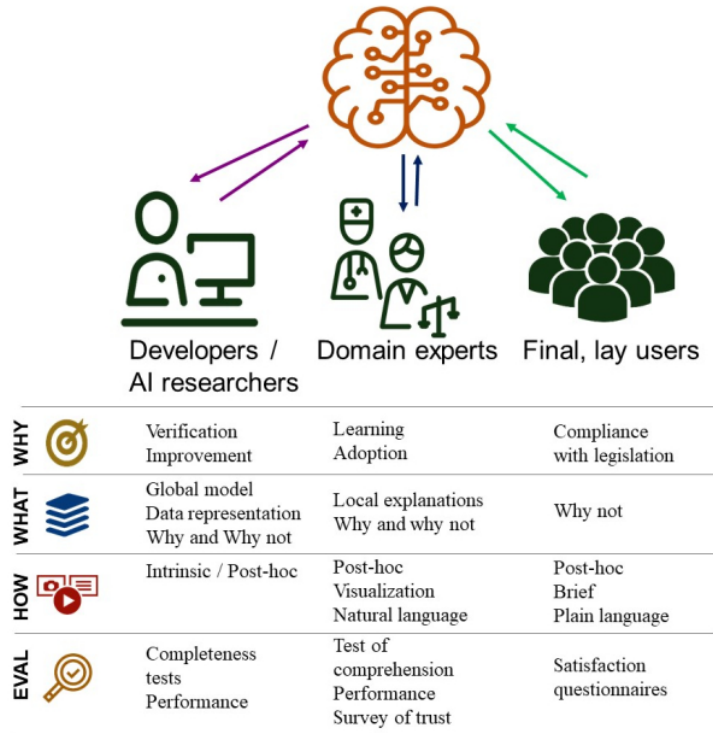 Developers /
AI researchers
Domain experts
Final, lay users
WHY
Verification
Improvement
Learning
Adoption
Compliance
with legislation
WHAT
Global model
Data representation
Why and Why not
Local explanations
Why and why not
Why not
HOW
Intrinsic / Post-hoc
Post-hoc
Visualization
Natural language
Post-hoc
Brief
Plain language
EVAL
Completeness
tests
Performance
Test of
comprehension
Performance
Survey of trust
Satisfaction
questionnaires